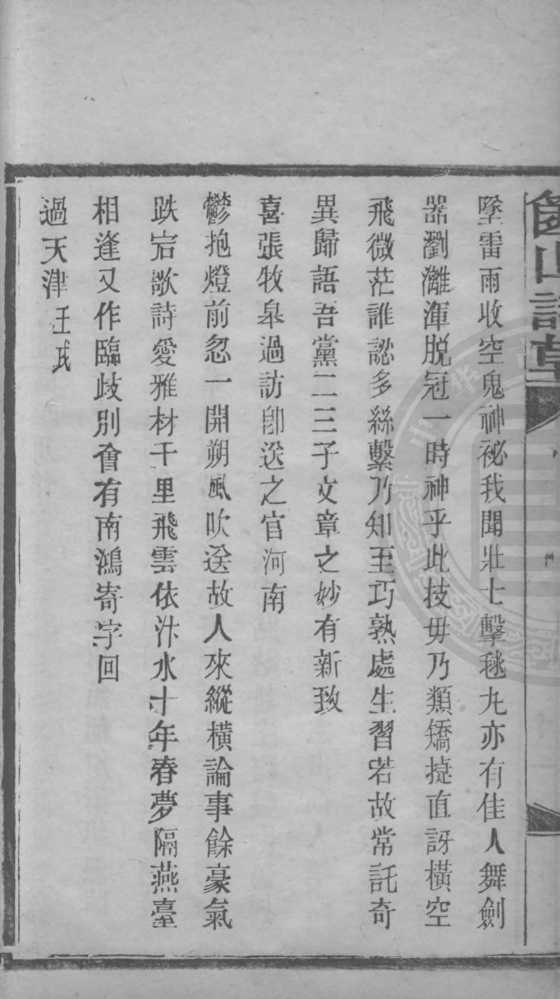 墜雷雨收空鬼神祕我聞壯士擊毬丸亦有佳人舞劍
器瀏灕渾脫冠一時神乎此技毋乃類矯捷直訝橫空
飛微茫誰認多絲繫乃知至巧熟處生習若故常託奇
異歸語吾黨二三子文章之妙有新致
喜張牧皋過訪卽送之官河南
鬱抱燈前忽一開朔風吹送故人來縱橫論事餘豪氣
跌宕歌詩愛雅材千里飛雲依汴水十年春夢隔燕臺
相逢又作臨歧別會有南鴻寄字回
過天津 壬戌